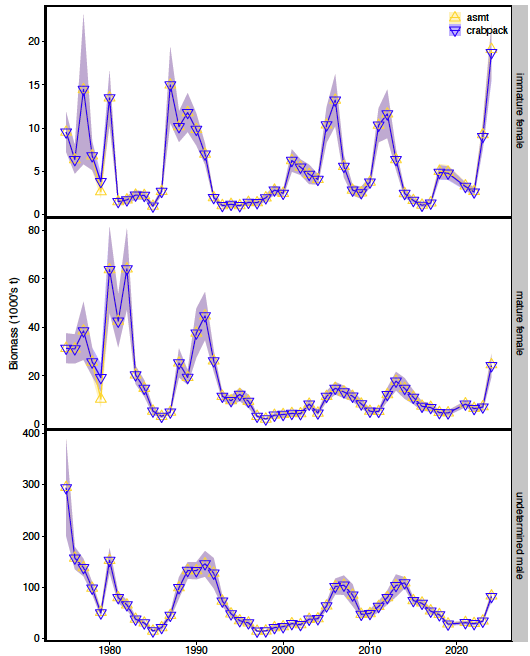 asmt
crabpack
20
15
10
5
0
immature female
80
60
40
20
0
mature female
Biomass (1000's t)
400
300
200
100
0
undetermined male
1980 1990 2000 2010 2020